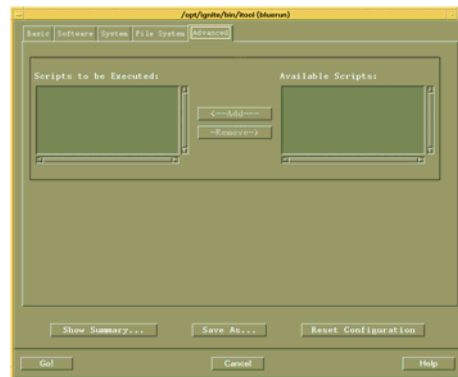 /opt/ignite/bin/itool (bluerun)
Basic Software System File System Advanced
Scripts to be Executed: Available Scripts:
<--Add---
-Remove->
Show Summary... Save As... Reset Configuration
Go! Cancel Help